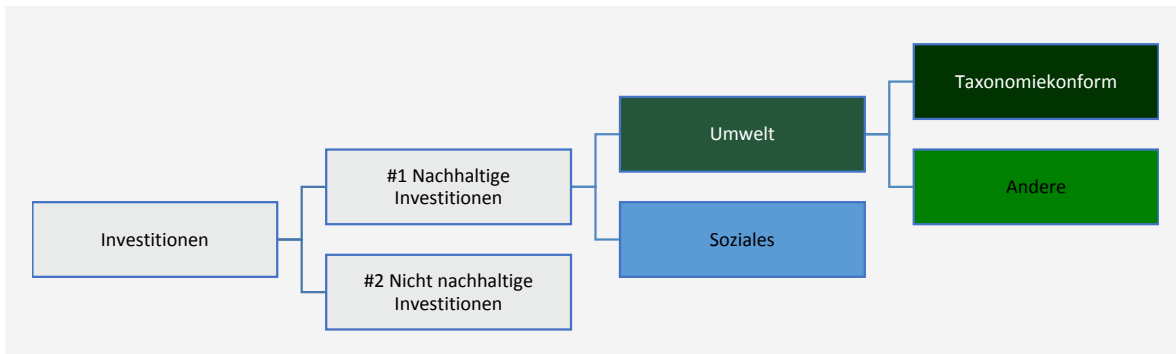 Investitionen
#1 Nachhaltige
Investitionen
#2 Nicht nachhaltige
Investitionen
Umwelt
Soziales
Taxonomiekonform
Andere